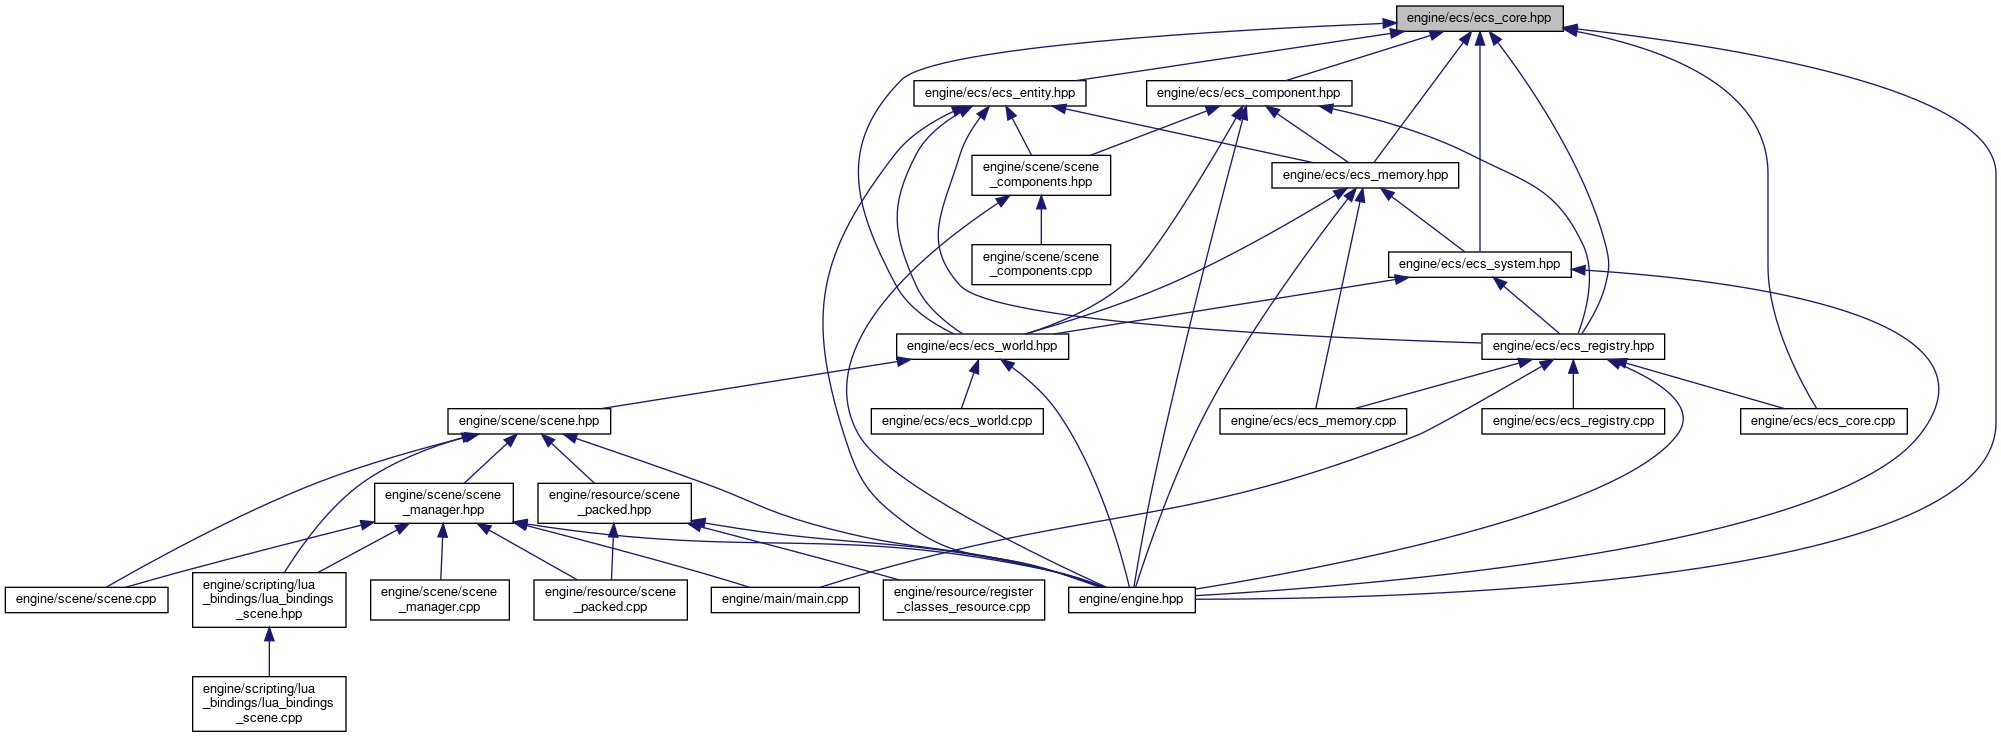 engine/ecs/ecs_core.hpp
engine/ecs/ecs_entity.hpp
engine/ecs/ecs_component.hpp
engine/scene/scene
_components.hpp
engine/ecs/ecs_memory.hpp
engine/scene/scene
_components.cpp
engine/ecs/ecs_system.hpp
engine/ecs/ecs_world.hpp
engine/ecs/ecs_registry.hpp
engine/scene/scene.hpp
engine/ecs/ecs_world.cpp
engine/ecs/ecs_memory.cpp
engine/ecs/ecs_registry.cpp
engine/ecs/ecs_core.cpp
engine/scene/scene
_manager.hpp
engine/resource/scene
_packed.hpp
engine/scene/scene.cpp
engine/scripting/lua
_bindings/lua_bindings
_scene.hpp
engine/scene/scene
_manager.cpp
engine/resource/scene
_packed.cpp
engine/main/main.cpp
engine/resource/register
_classes_resource.cpp
engine/engine.hpp
engine/scripting/lua
_bindings/lua_bindings
_scene.cpp